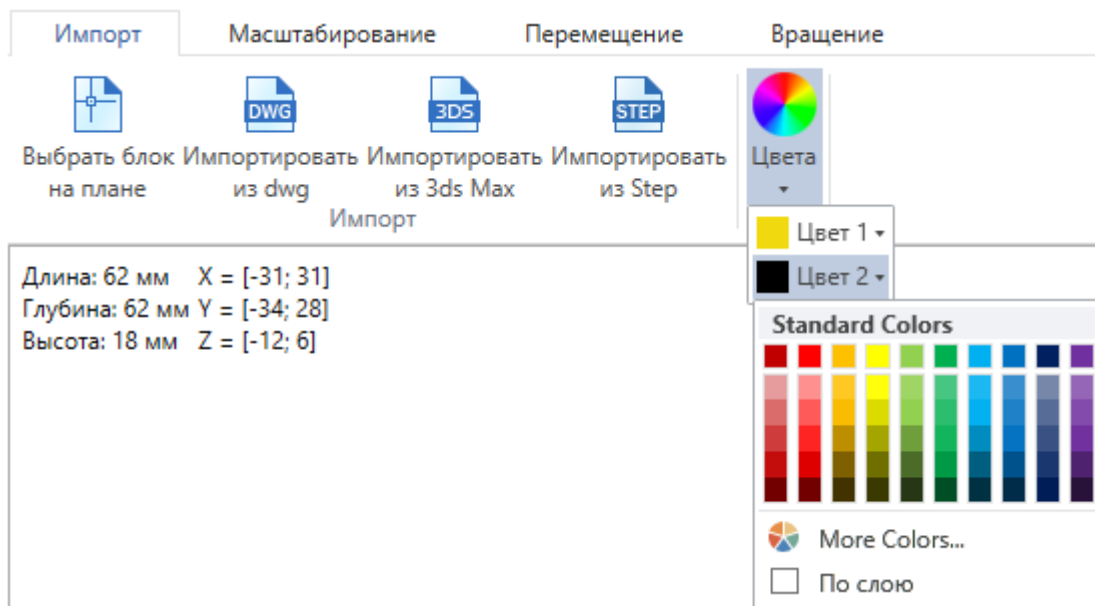 Импорт Масштабирование Перемещение Вращение
DWG 3DS STEP
Выбрать блок Импортировать Импортировать Импортировать Цвета
на плане из dwg из 3ds Max из Step
Импорт
Цвет 1
Цвет 2
Длина: 62 мм X = [-31; 31]
Глубина: 62 мм Y = [-34; 28]
Высота: 18 мм Z = [-12; 6]
Standard Colors
More Colors...
По слою